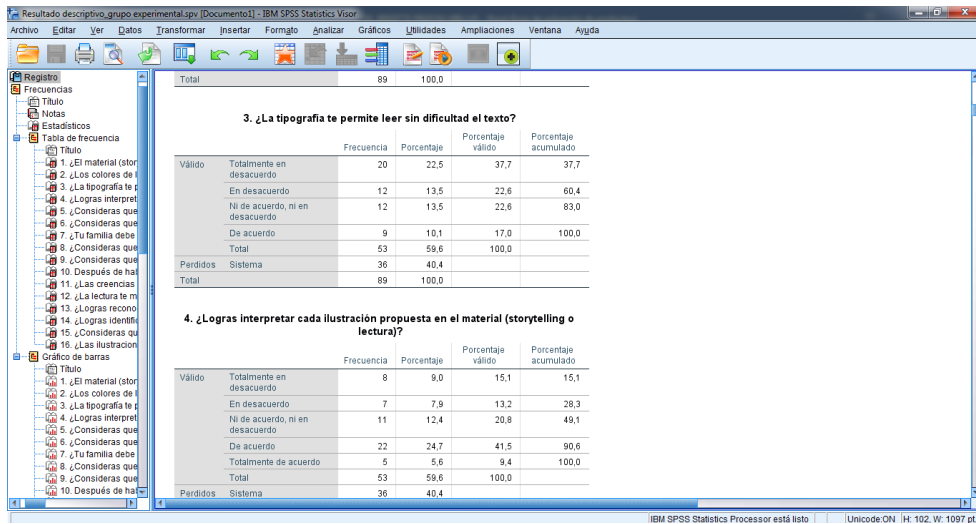 Resultado descriptivo_grupo experimental.spv [Documento1] - IBM SPSS Statistics Visor
Archivo Editar Ver Datos Transformar Insertar Formato Analizar Gráficos Utilidades Ampliaciones Ventana Ayuda
Registro
Frecuencias
Título
Notas
Estadísticos
Tabla de frecuencia
Título
1. ¿El material (stor
2. ¿Los colores de l
3. ¿La tipografía te p
4. ¿Logras interpret
5. ¿Consideras que
6. ¿Consideras que
7. ¿Tu familia debe
8. ¿Consideras que
9. ¿Consideras que
10. Después de hab
11. ¿Las creencias
12. ¿La lectura te m
13. ¿Logras recono
14. ¿Logras identifi
15. ¿Consideras qu
16. ¿Las ilustracion
Gráfico de barras
Título
1. ¿El material (stor
2. ¿Los colores de l
3. ¿La tipografía te p
4. ¿Logras interpret
5. ¿Consideras que
6. ¿Consideras que
7. ¿Tu familia debe
8. ¿Consideras que
9. ¿Consideras que
10. Después de hab
Total 89 100,0
3. ¿La tipografía te permite leer sin dificultad el texto?
Frecuencia Porcentaje Porcentaje válido Porcentaje acumulado
Válido Totalmente en desacuerdo 20 22,5 37,7 37,7
En desacuerdo 12 13,5 22,6 60,4
Ni de acuerdo, ni en desacuerdo 12 13,5 22,6 83,0
De acuerdo 9 10,1 17,0 100,0
Total 53 59,6 100,0
Perdidos Sistema 36 40,4
Total 89 100,0
4. ¿Logras interpretar cada ilustración propuesta en el material (storytelling o
lectura)?
Frecuencia Porcentaje Porcentaje válido Porcentaje acumulado
Válido Totalmente en desacuerdo 8 9,0 15,1 15,1
En desacuerdo 7 7,9 13,2 28,3
Ni de acuerdo, ni en desacuerdo 11 12,4 20,8 49,1
De acuerdo 22 24,7 41,5 90,6
Totalmente de acuerdo 5 5,6 9,4 100,0
Total 53 59,6 100,0
Perdidos Sistema 36 40,4
IBM SPSS Statistics Processor está listo Unicode:ON H: 102, W: 1097 pt